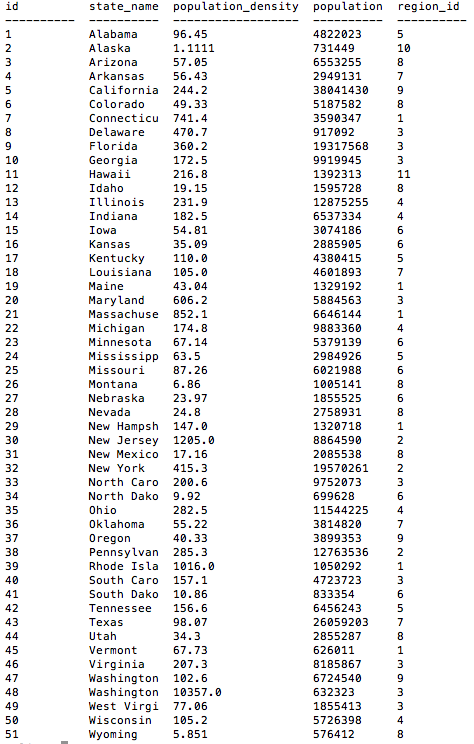 id state_name population_density population region_id
---------- ---------- ------------------ ---------- ----------
1 Alabama 96.45 4822023 5
2 Alaska 1.1111 731449 10
3 Arizona 57.05 6553255 8
4 Arkansas 56.43 2949131 7
5 California 244.2 38041430 9
6 Colorado 49.33 5187582 8
7 Connecticu 741.4 3590347 1
8 Delaware 470.7 917092 3
9 Florida 360.2 19317568 3
10 Georgia 172.5 9919945 3
11 Hawaii 216.8 1392313 11
12 Idaho 19.15 1595728 8
13 Illinois 231.9 12875255 4
14 Indiana 182.5 6537334 4
15 Iowa 54.81 3074186 6
16 Kansas 35.09 2885905 6
17 Kentucky 110.0 4380415 5
18 Louisiana 105.0 4601893 7
19 Maine 43.04 1329192 1
20 Maryland 606.2 5884563 3
21 Massachuse 852.1 6646144 1
22 Michigan 174.8 9883360 4
23 Minnesota 67.14 5379139 6
24 Mississipp 63.5 2984926 5
25 Missouri 87.26 6021988 6
26 Montana 6.86 1005141 8
27 Nebraska 23.97 1855525 6
28 Nevada 24.8 2758931 8
29 New Hampsh 147.0 1320718 1
30 New Jersey 1205.0 8864590 2
31 New Mexico 17.16 2085538 8
32 New York 415.3 19570261 2
33 North Caro 200.6 9752073 3
34 North Dako 9.92 699628 6
35 Ohio 282.5 11544225 4
36 Oklahoma 55.22 3814820 7
37 Oregon 40.33 3899353 9
38 Pennsylvan 285.3 12763536 2
39 Rhode Isla 1016.0 1050292 1
40 South Caro 157.1 4723723 3
41 South Dako 10.86 833354 6
42 Tennessee 156.6 6456243 5
43 Texas 98.07 26059203 7
44 Utah 34.3 2855287 8
45 Vermont 67.73 626011 1
46 Virginia 207.3 8185867 3
47 Washington 102.6 6724540 9
48 Washington 10357.0 632323 3
49 West Virgi 77.06 1855413 3
50 Wisconsin 105.2 5726398 4
51 Wyoming 5.851 576412 8